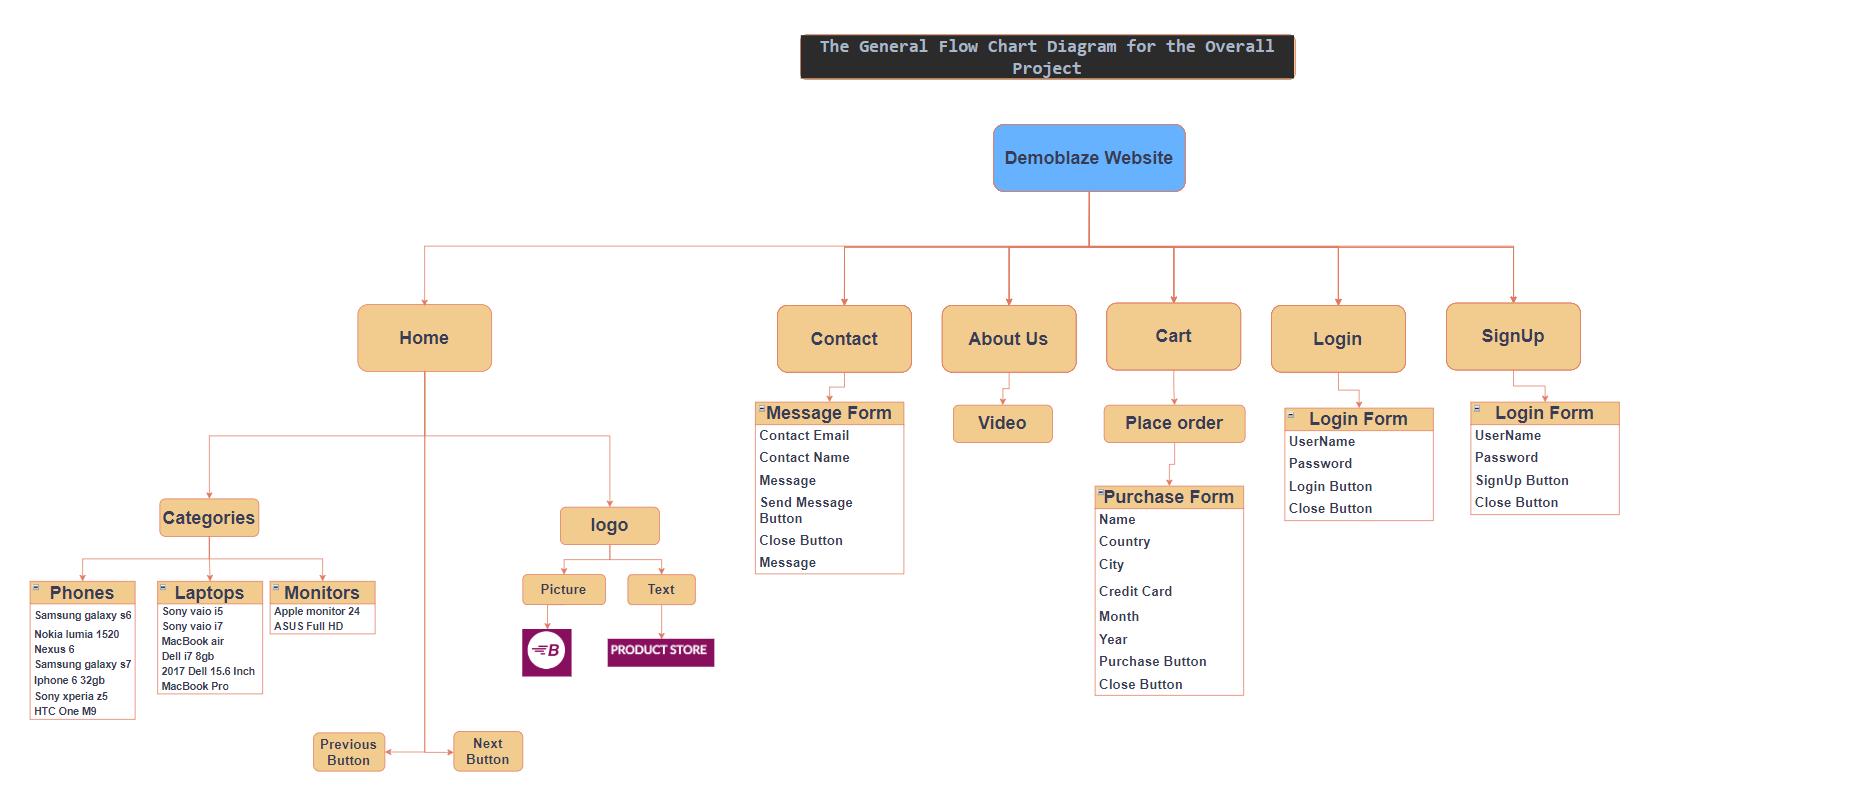 The General Flow Chart Diagram for the Overall
Project
Demoblaze Website
Home
Contact
About Us
Cart
Login
SignUp
Message Form
Contact Email
Contact Name
Message
Send Message
Button
Close Button
Message
Video
Place order
Purchase Form
Name
Country
City
Credit Card
Month
Year
Purchase Button
Close Button
Login Form
UserName
Password
Login Button
Close Button
Login Form
UserName
Password
SignUp Button
Close Button
Categories
logo
Phones
Samsung galaxy s6
Nokia lumia 1520
Nexus 6
Samsung galaxy s7
Iphone 6 32gb
Sony xperia z5
HTC One M9
Laptops
Sony vaio i5
Sony vaio i7
MacBook air
Dell i7 8gb
2017 Dell 15.6 Inch
MacBook Pro
Monitors
Apple monitor 24
ASUS Full HD
Picture
Text
B
PRODUCT STORE
Previous
Button
Next
Button